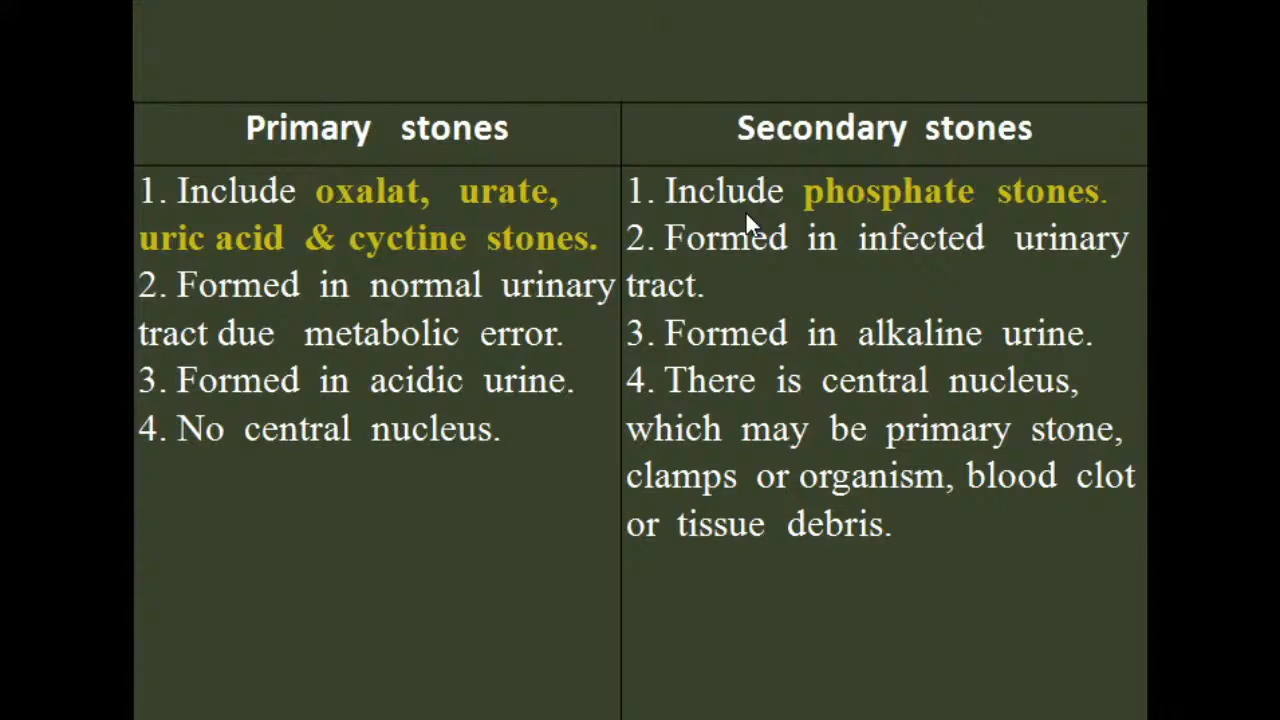 Primary stones
1. Include oxalat, urate,
uric acid & cyctine stones.
2. Formed in normal urinary
tract due metabolic error.
3. Formed in acidic urine.
4. No central nucleus.
Secondary stones
1. Include phosphate stones.
2. Formed in infected urinary
tract.
3. Formed in alkaline urine.
4. There is central nucleus,
which may be primary stone,
clamps or organism, blood clot
or tissue debris.